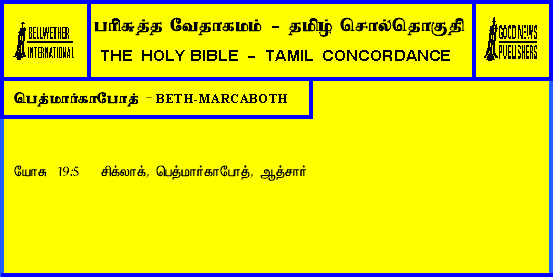 BELLWETHER
INTERNATIONAL
பரிசுத்த வேதாகமம் - தமிழ் சொல்தொகுதி
THE HOLY BIBLE - TAMIL CONCORDANCE
GOOD NEWS
PUBLISHERS
பெத்மார்காபோத் - BETH-MARCABOTH
யோசு 19:5 சிக்லாக், பெத்மார்காபோத், ஆத்சார்